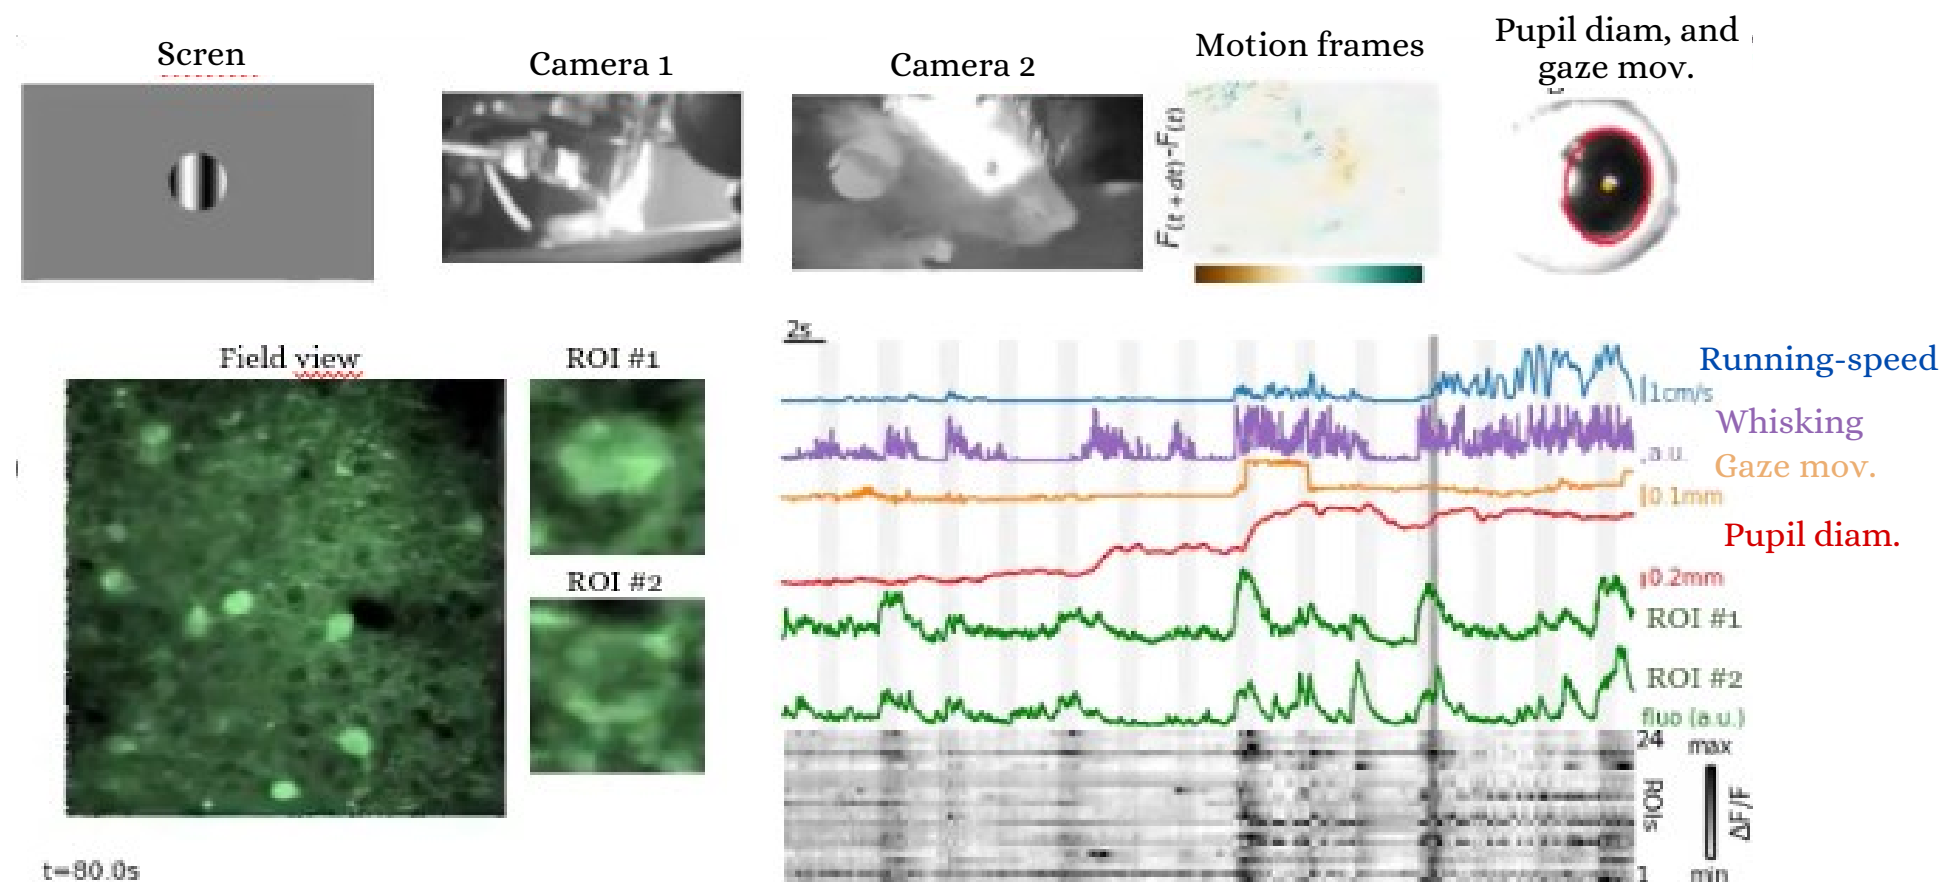 Scren
Camera 1
Camera 2
Motion frames
Pupil diam, and
gaze mov.
F(t + dt)-F(t)
Field view
ROI #1
ROI #2
2s
Running-speed
1cm/s
Whisking
a.u.
Gaze mov.
0.1mm
Pupil diam.
0.2mm
ROI #1
ROI #2
fluo (a.u.)
24
max
ROIs
ΔF/F
1
min
t=80.0s